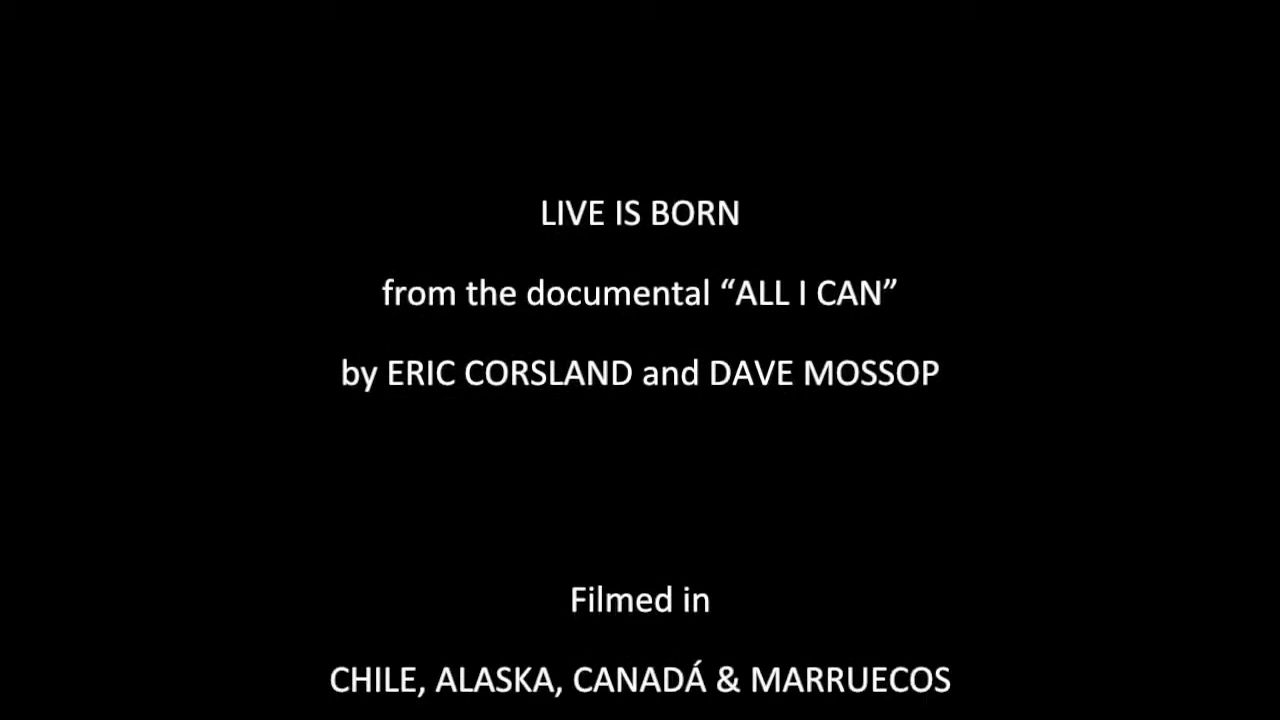 LIVE IS BORN
from the documental “ALL I CAN”
by ERIC CORSLAND and DAVE MOSSOP
Filmed in
CHILE, ALASKA, CANADÁ & MARRUECOS